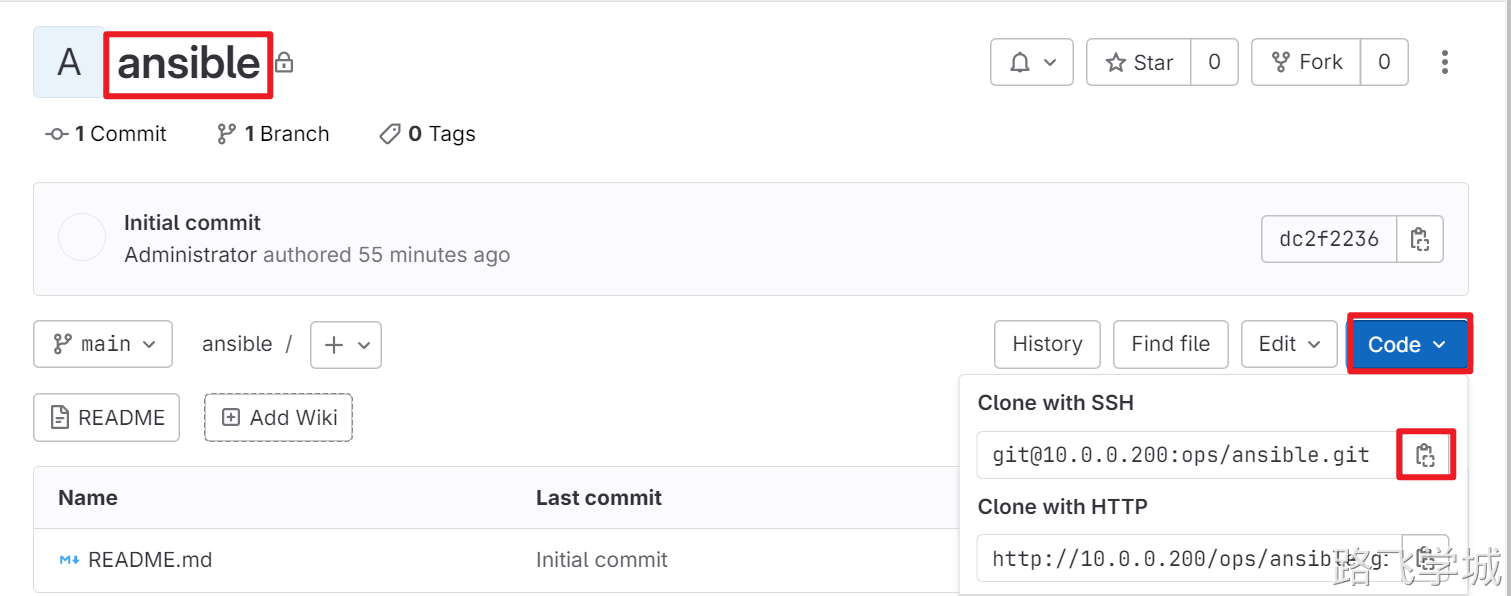 A ansible Star 0 Fork 0
1 Commit 1 Branch 0 Tags
Initial commit
Administrator authored 55 minutes ago
dc2f2236
main ansible / + History Find file Edit Code
README Add Wiki
Clone with SSH
git@10.0.0.200:ops/ansible.git
Clone with HTTP
http://10.0.0.200/ops/ansible.gi
Name Last commit
README.md Initial commit
路飞学城